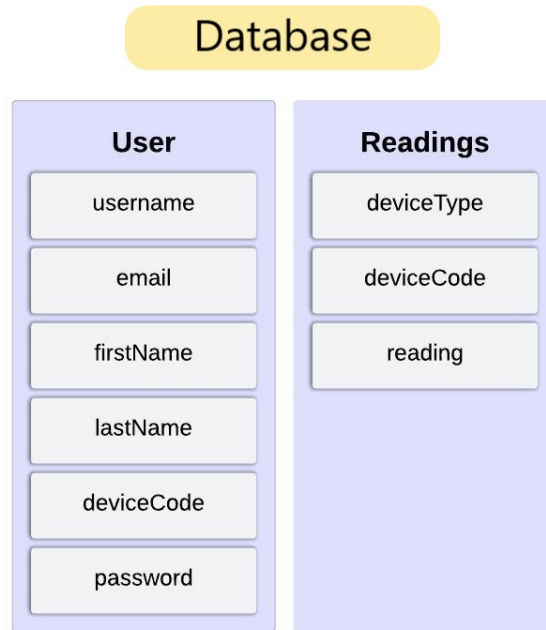 Database
User
username
email
firstName
lastName
deviceCode
password
Readings
deviceType
deviceCode
reading